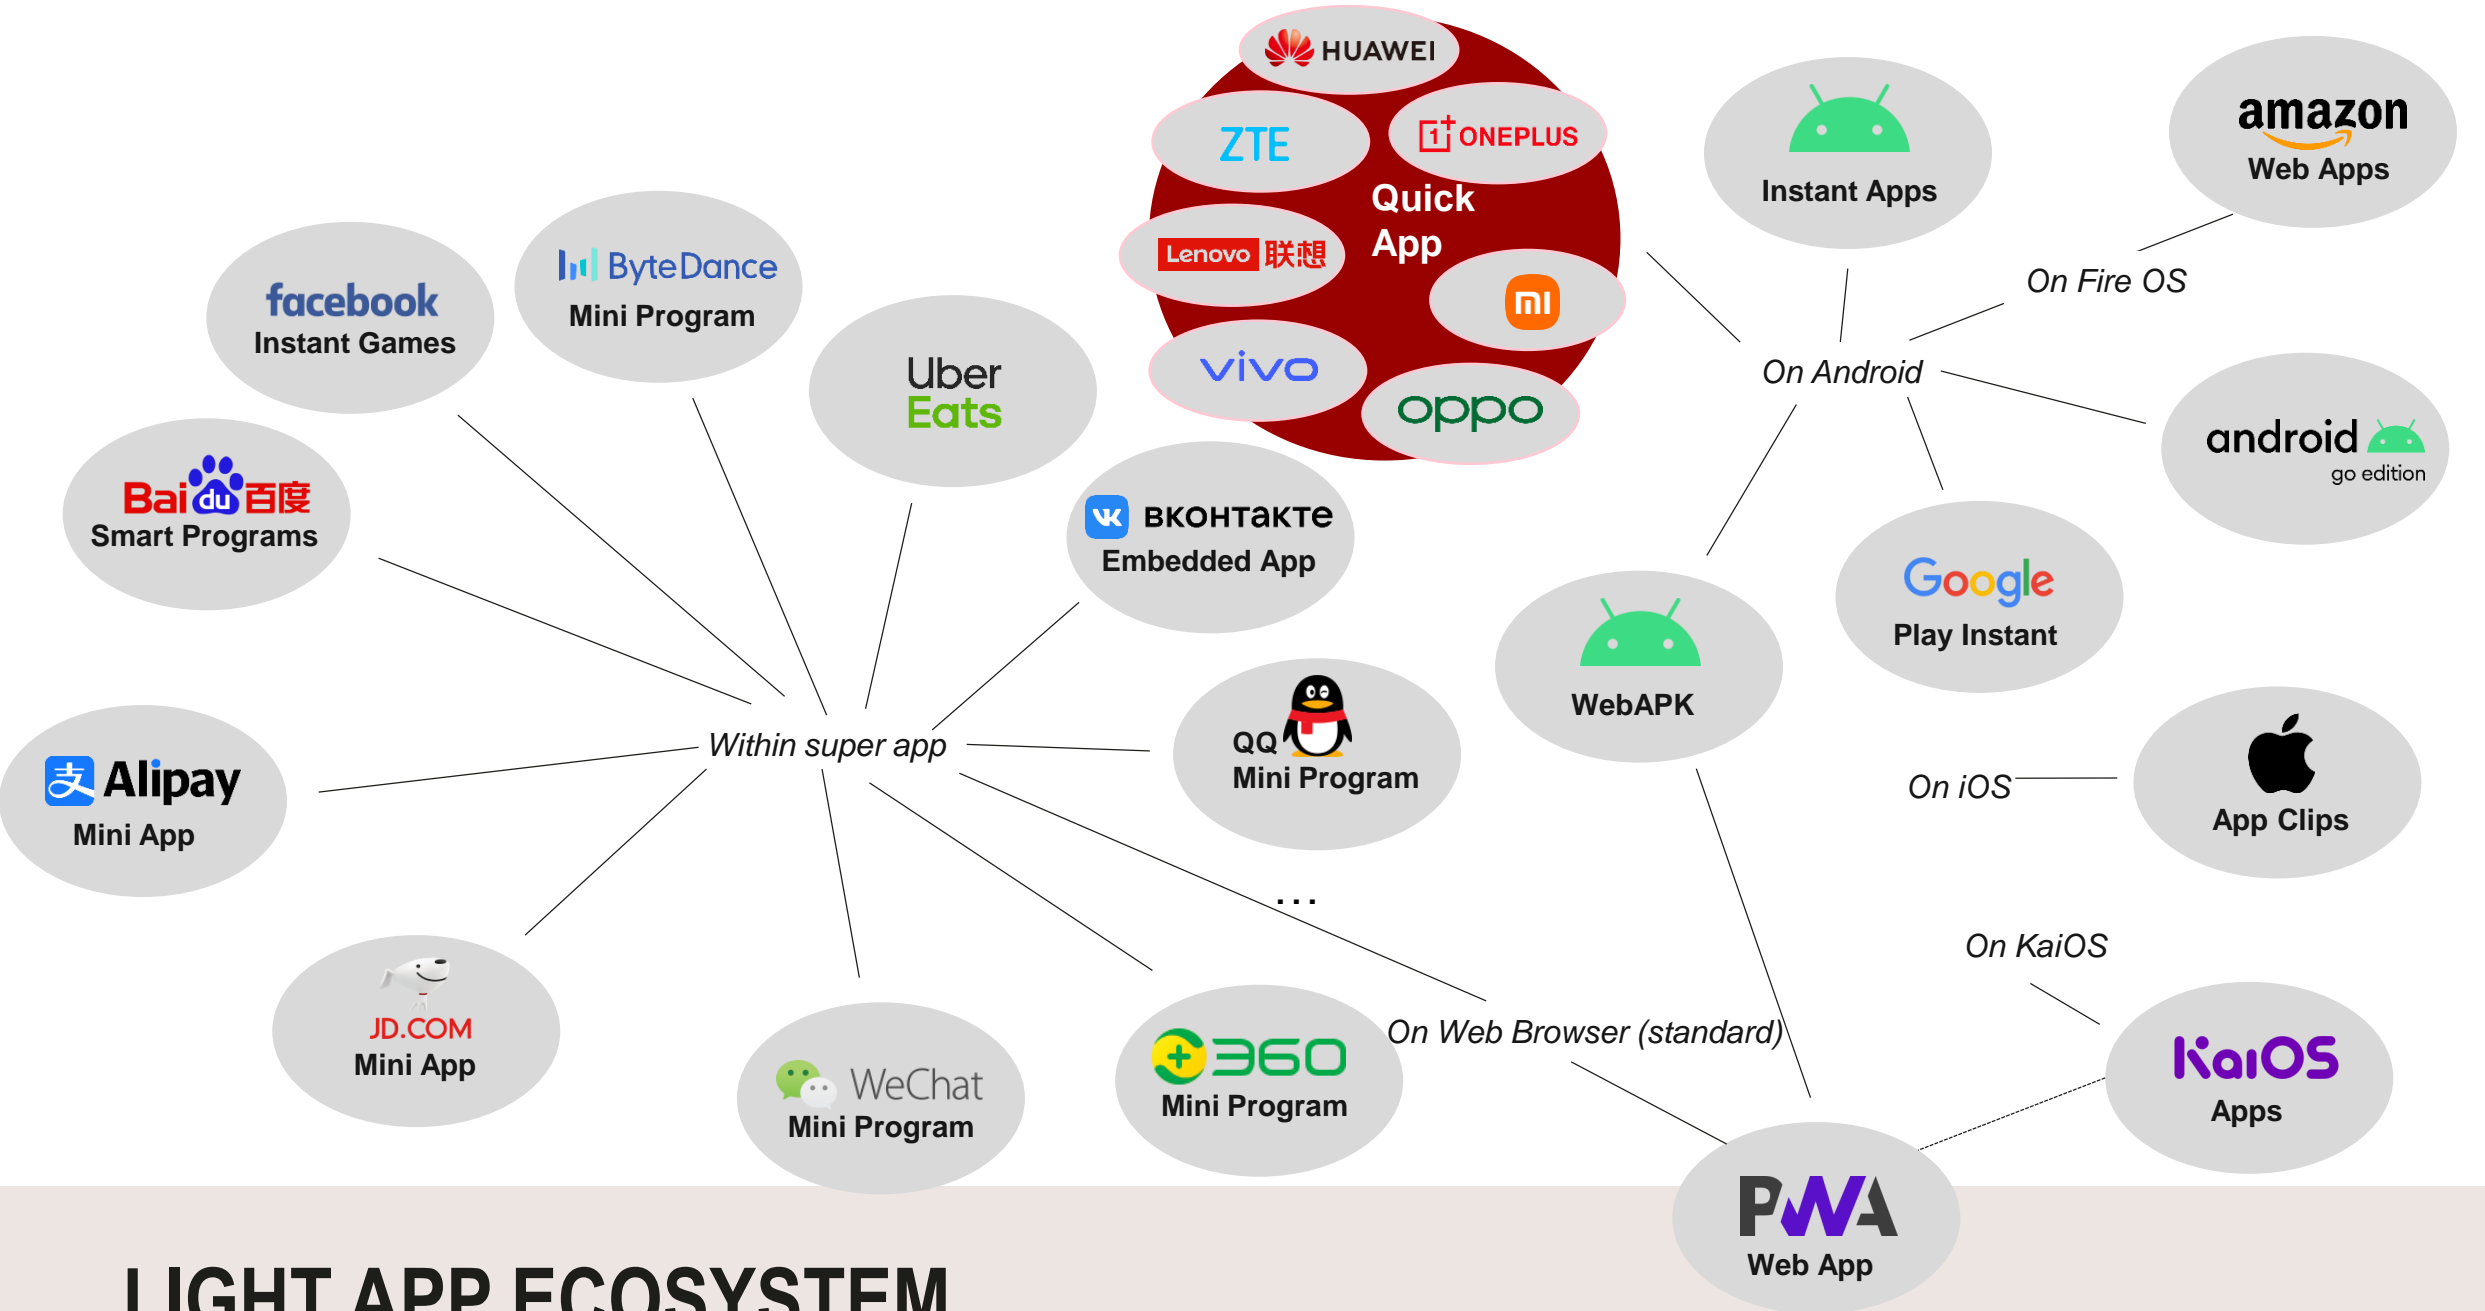 HUAWEI
ZTE
1+ ONEPLUS
Quick
App
Lenovo 联想
mi
vivo
oppo
Instant Apps
amazon
Web Apps
On Fire OS
On Android
android
go edition
Google
Play Instant
WebAPK
facebook
Instant Games
ByteDance
Mini Program
Uber
Eats
Bai du 百度
Smart Programs
VK ВКОНТАКТЕ
Embedded App
Within super app
QQ
Mini Program
支 Alipay
Mini App
On iOS
App Clips
...
JD.COM
Mini App
WeChat
Mini Program
360
Mini Program
On Web Browser (standard)
On KaiOS
KaiOS
Apps
PWA
Web App
LIGHT APP ECOSYSTEM